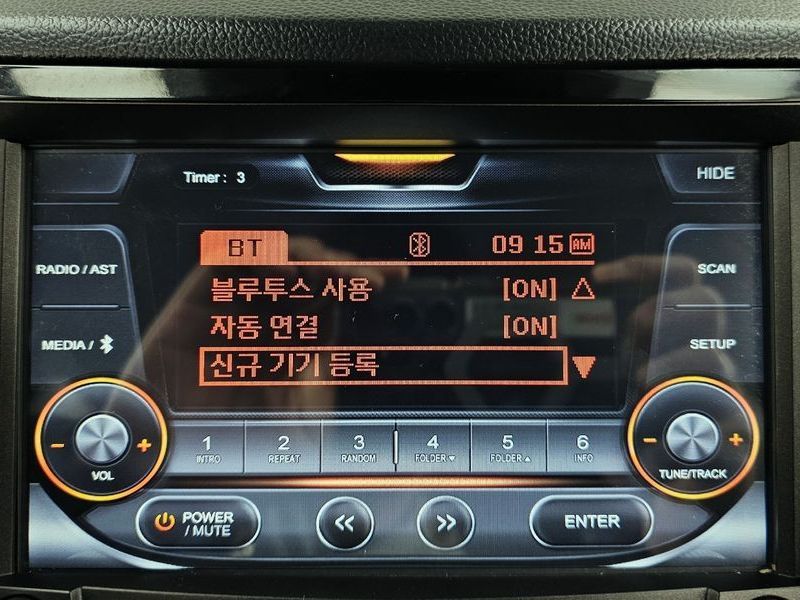 Timer : 3
HIDE
BT 09 15 AM
RADIO / AST
SCAN
블루투스 사용 [ON]
자동 연결 [ON]
MEDIA /
SETUP
신규 기기 등록
1 2 3 4 5 6
INTRO REPEAT RANDOM FOLDER▼ FOLDER▲ INFO
- + - +
VOL TUNE/TRACK
POWER
/ MUTE
<< >> ENTER